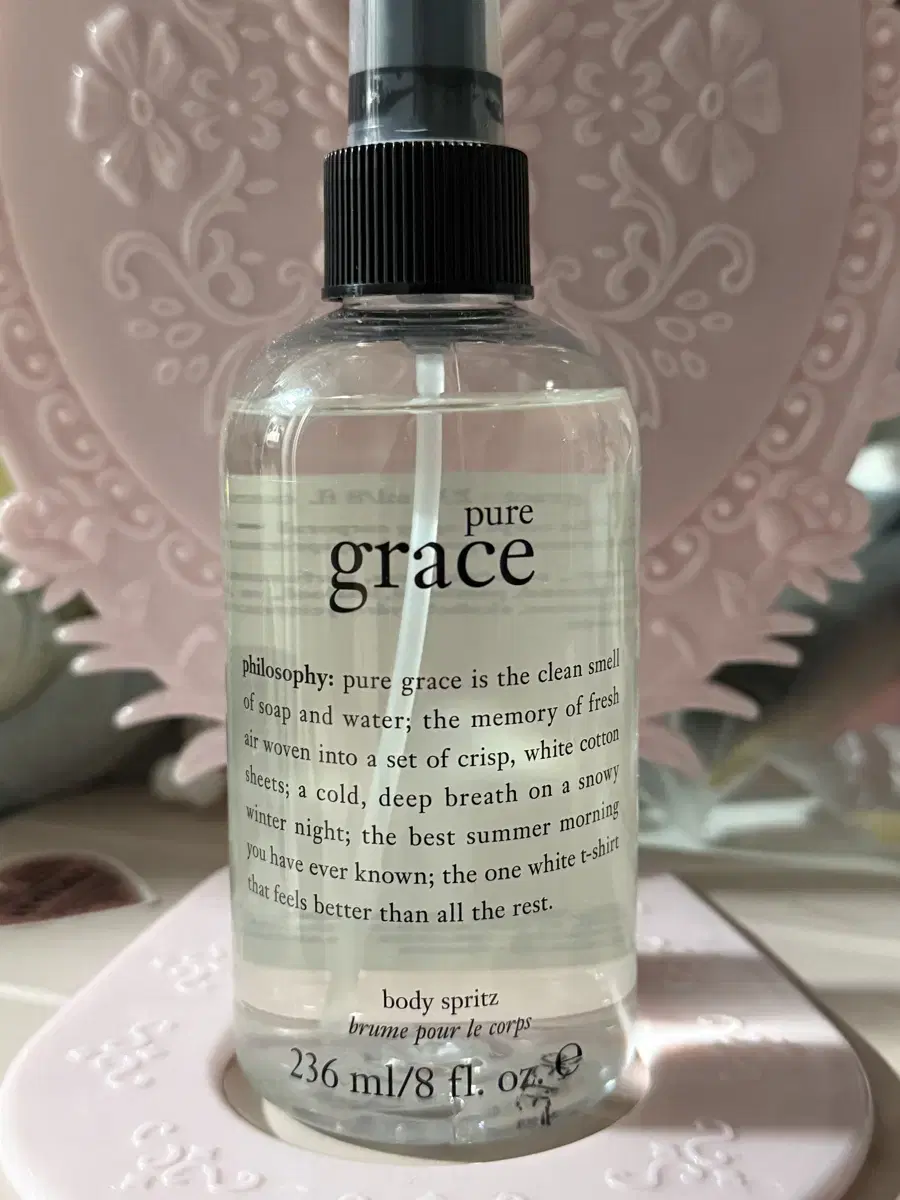 pure
grace
philosophy: pure grace is the clean smell
of soap and water; the memory of fresh
air woven into a set of crisp, white cotton
sheets; a cold, deep breath on a snowy
winter night; the best summer morning
you have ever known; the one white t-shirt
that feels better than all the rest.
body spritz
brume pour le corps
236 ml/8 fl. oz. ℮